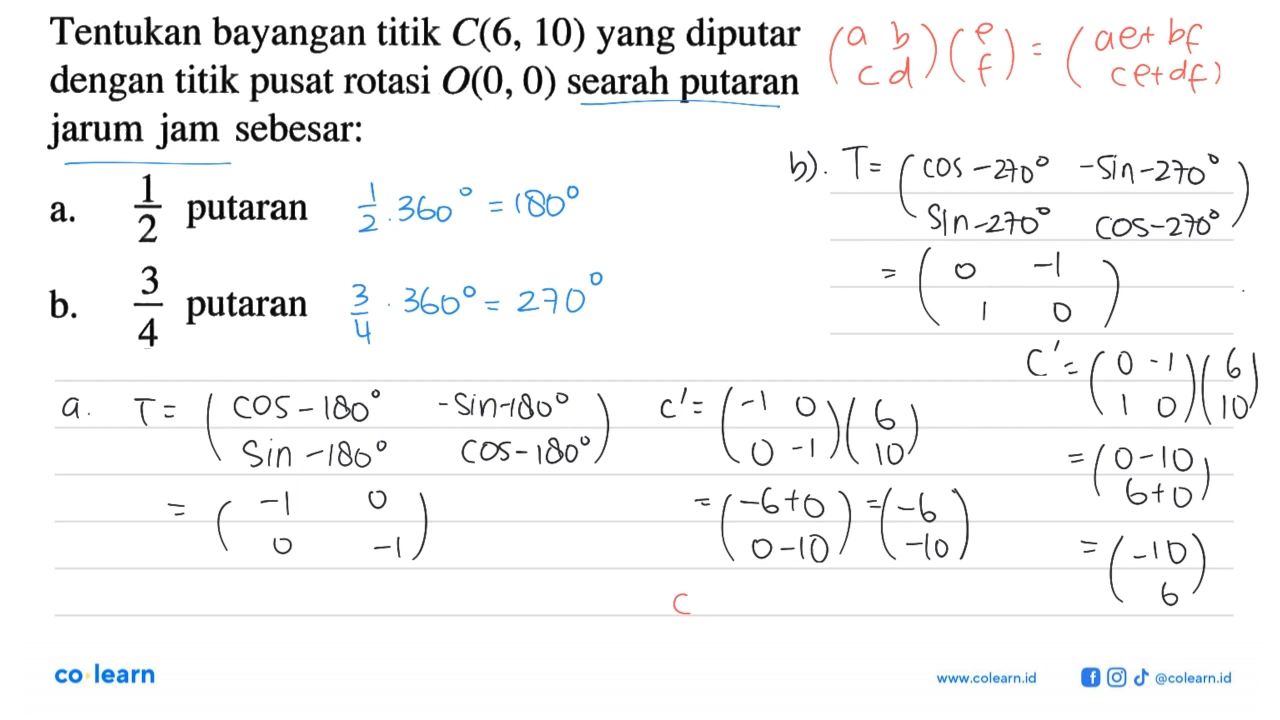 Tentukan bayangan titik C(6, 10) yang diputar
dengan titik pusat rotasi O(0, 0) searah putaran
jarum jam sebesar:
a. 1/2 putaran 1/2 . 360° = 180°
b. 3/4 putaran 3/4 . 360° = 270°
(a b) (e) = (ae + bf
c d) (f) (ce + df)
b). T = (cos -270° -sin -270°)
(sin -270° cos -270°)
= (0 -1)
(1 0)
C' = (0 -1) (6)
(1 0) (10)
= (0-10)
(6+0)
= (-10)
(6)
a. T = (cos -180° -sin -180°)
(sin -180° cos -180°)
= (-1 0)
(0 -1)
C' = (-1 0) (6)
(0 -1) (10)
= (-6+0) = (-6)
(0-10) (-10)
C
co learn
www.colearn.id
@colearn.id